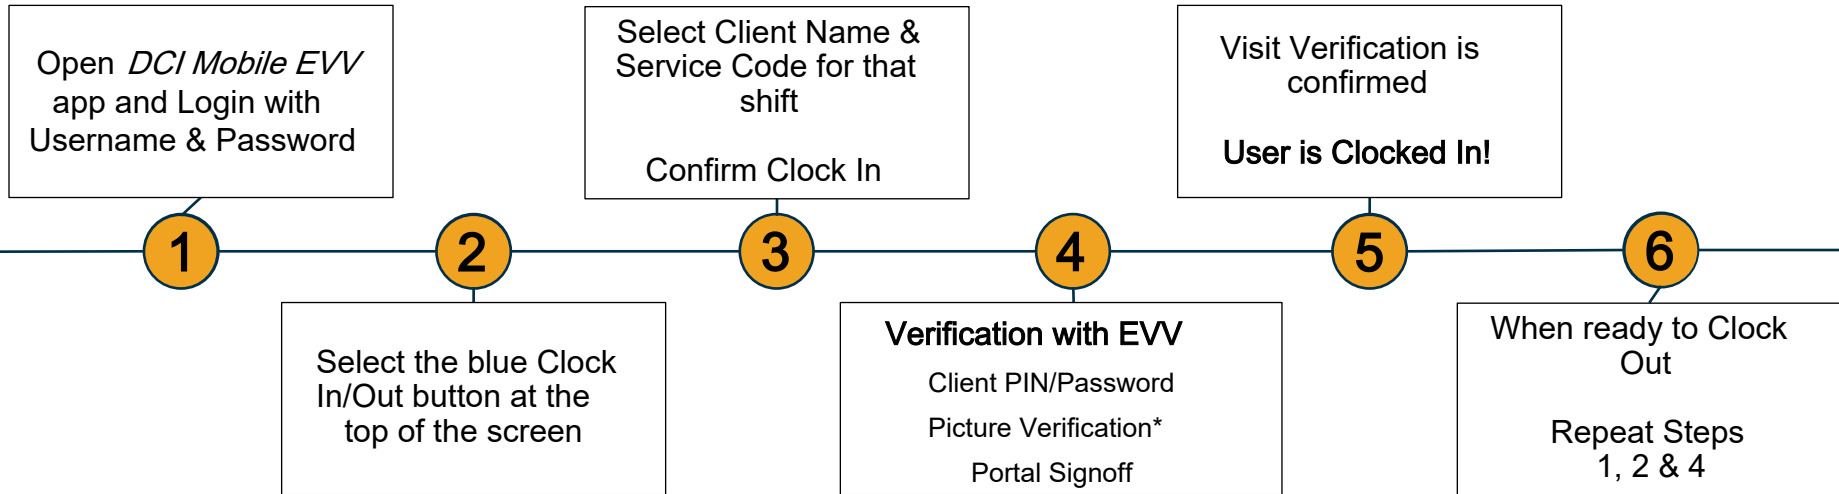 Open DCI Mobile EVV
app and Login with
Username & Password
1
Select the blue Clock
In/Out button at the
top of the screen
2
Select Client Name &
Service Code for that
shift
Confirm Clock In
3
Verification with EVV
Client PIN/Password
Picture Verification*
Portal Signoff
4
Visit Verification is
confirmed
User is Clocked In!
5
When ready to Clock
Out
Repeat Steps
1, 2 & 4
6